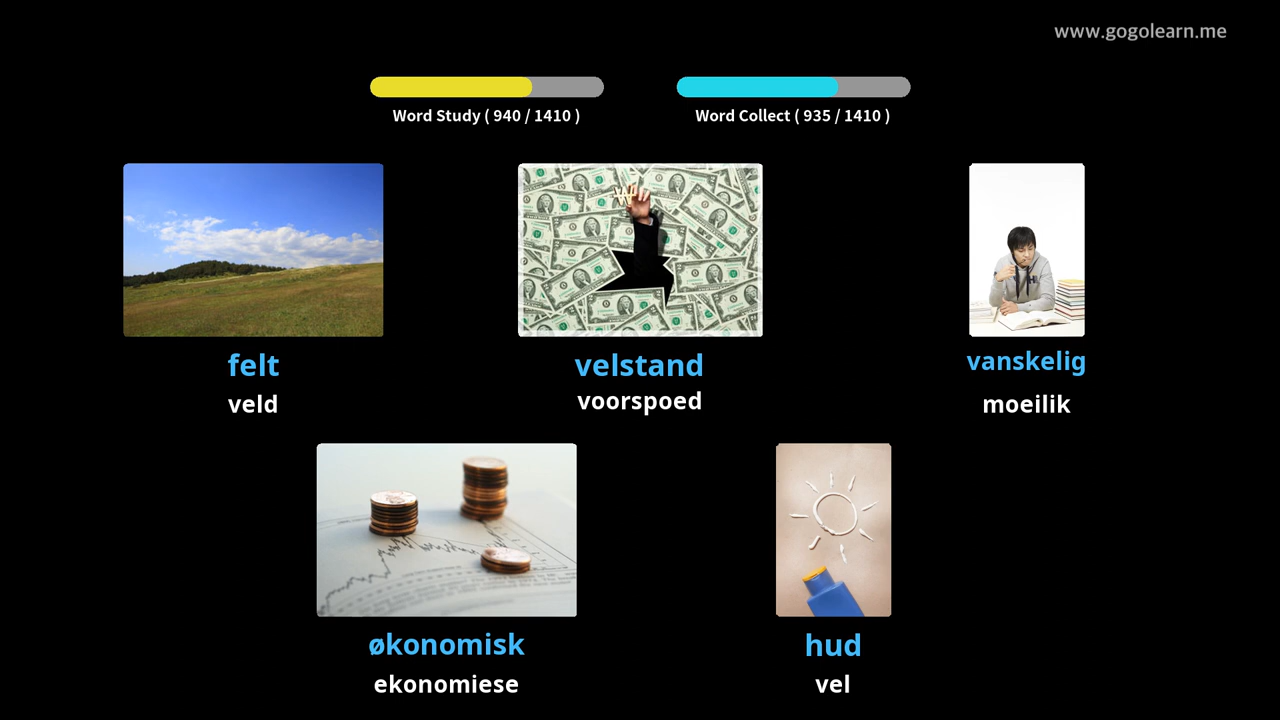 www.gogolearn.me
Word Study ( 940 / 1410 )
Word Collect ( 935 / 1410 )
felt
veld
velstand
voorspoed
vanskelig
moeilik
økonomisk
ekonomiese
hud
vel